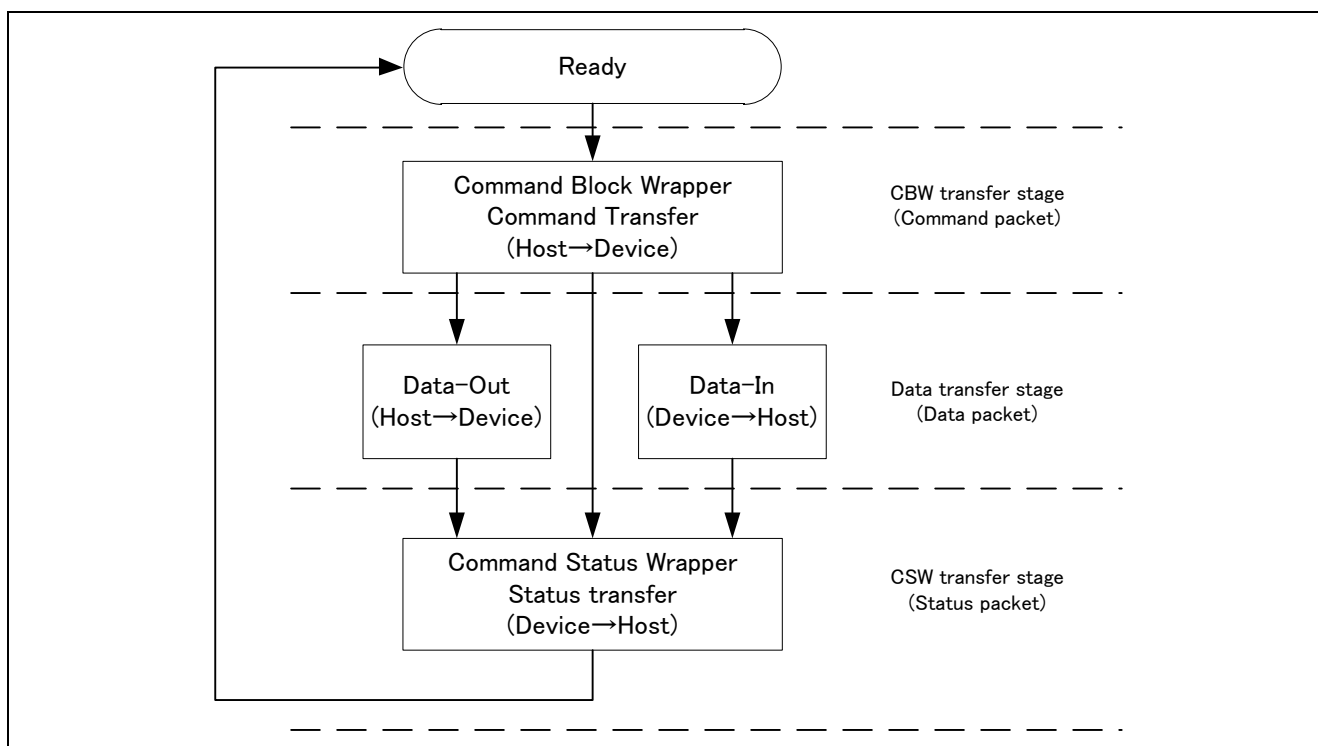 Ready
Command Block Wrapper
Command Transfer
(Host→Device)
CBW transfer stage
(Command packet)
Data-Out
(Host→Device)
Data-In
(Device→Host)
Data transfer stage
(Data packet)
Command Status Wrapper
Status transfer
(Device→Host)
CSW transfer stage
(Status packet)